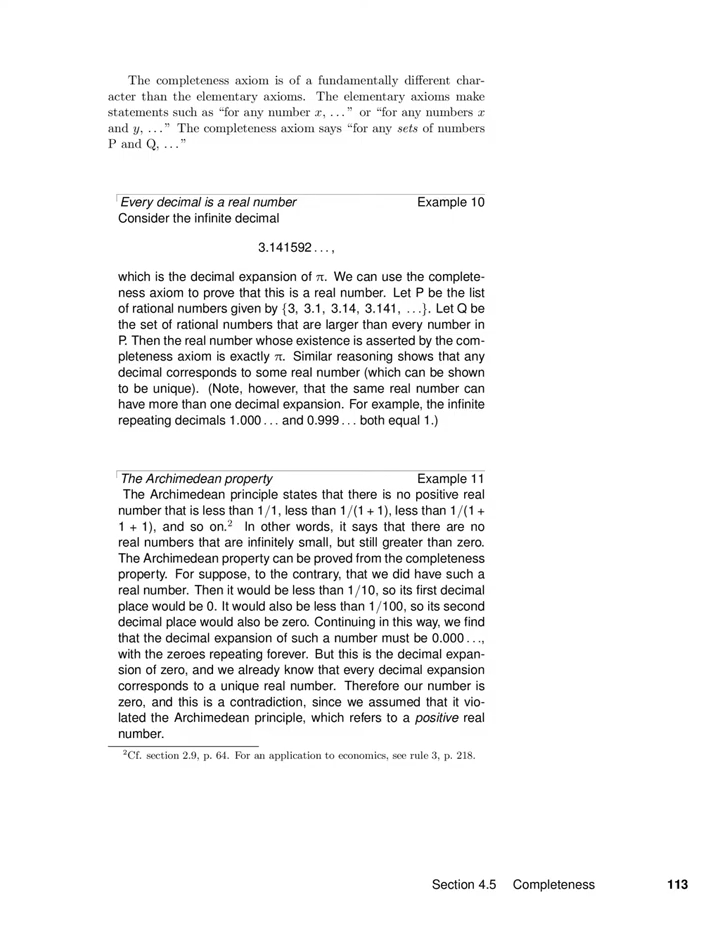 The completeness axiom is of a fundamentally different char-
acter than the elementary axioms. The elementary axioms make
statements such as “for any number x, . . . ” or “for any numbers x
and y, . . . ” The completeness axiom says “for any sets of numbers
P and Q, . . . ”
Every decimal is a real number Example 10
Consider the infinite decimal
3.141592 . . . ,
which is the decimal expansion of π. We can use the complete-
ness axiom to prove that this is a real number. Let P be the list
of rational numbers given by {3, 3.1, 3.14, 3.141, . . .}. Let Q be
the set of rational numbers that are larger than every number in
P. Then the real number whose existence is asserted by the com-
pleteness axiom is exactly π. Similar reasoning shows that any
decimal corresponds to some real number (which can be shown
to be unique). (Note, however, that the same real number can
have more than one decimal expansion. For example, the infinite
repeating decimals 1.000 . . . and 0.999 . . . both equal 1.)
The Archimedean property Example 11
The Archimedean principle states that there is no positive real
number that is less than 1/1, less than 1/(1 + 1), less than 1/(1 +
1 + 1), and so on.² In other words, it says that there are no
real numbers that are infinitely small, but still greater than zero.
The Archimedean property can be proved from the completeness
property. For suppose, to the contrary, that we did have such a
real number. Then it would be less than 1/10, so its first decimal
place would be 0. It would also be less than 1/100, so its second
decimal place would also be zero. Continuing in this way, we find
that the decimal expansion of such a number must be 0.000 . . .,
with the zeroes repeating forever. But this is the decimal expan-
sion of zero, and we already know that every decimal expansion
corresponds to a unique real number. Therefore our number is
zero, and this is a contradiction, since we assumed that it vio-
lated the Archimedean principle, which refers to a positive real
number.
²Cf. section 2.9, p. 64. For an application to economics, see rule 3, p. 218.
Section 4.5 Completeness 113